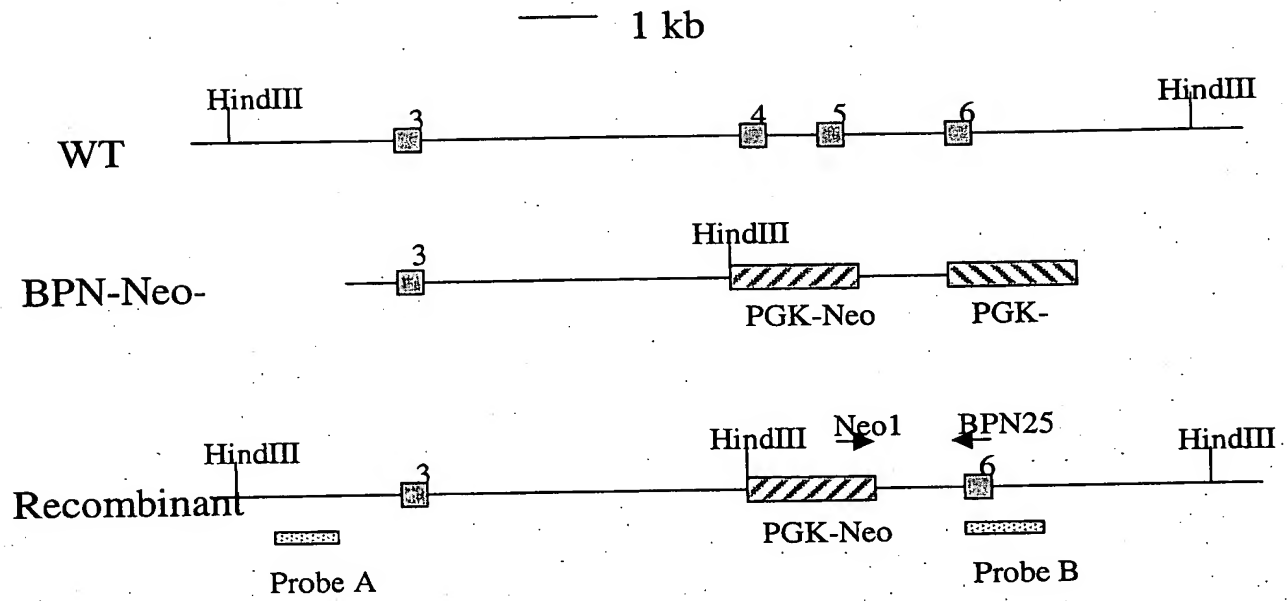 1 kb
HindIII 3 4 5 6 HindIII
WT
HindIII
3
BPN-Neo-
PGK-Neo PGK-
Neo1 BPN25
HindIII 3 HindIII 6 HindIII
Recombinant
PGK-Neo
Probe A Probe B